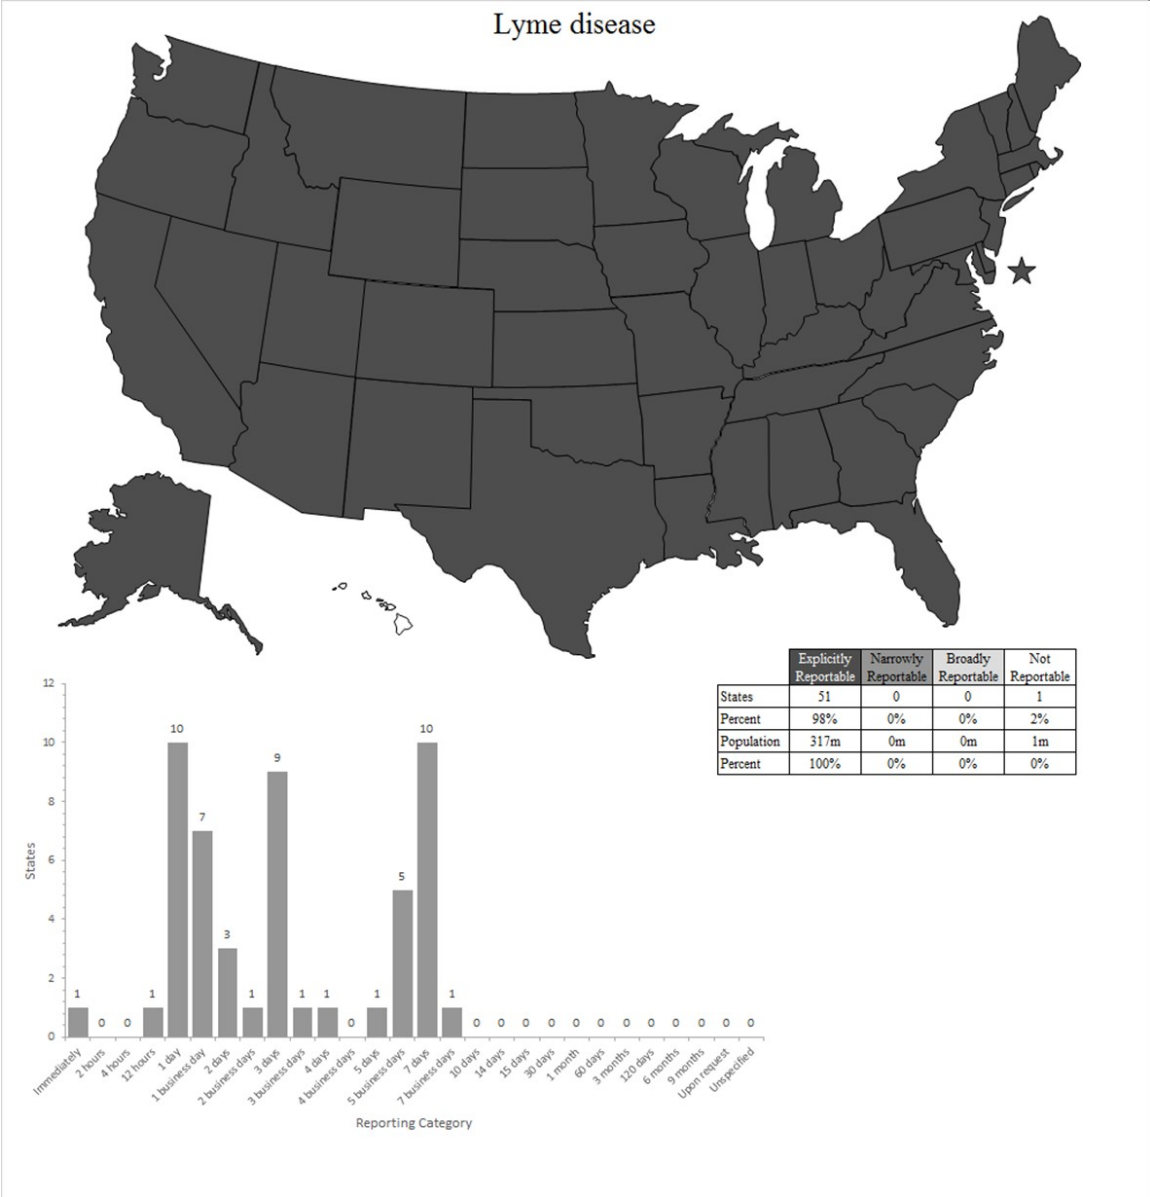 Lyme disease
Explicitly Reportable Narrowly Reportable Broadly Reportable Not Reportable
States 51 0 0 1
Percent 98% 0% 0% 2%
Population 317m 0m 0m 1m
Percent 100% 0% 0% 0%
12
10
8
6
4
2
0
States
1 0 0 1 10 7 3 1 9 1 1 0 1 5 10 1 0 0 0 0 0 0 0 0 0 0 0 0
Immediately
2 hours
4 hours
12 hours
1 day
1 business day
2 days
2 business days
3 days
3 business days
4 days
4 business days
5 days
5 business days
7 days
7 business days
10 days
14 days
15 days
30 days
1 month
60 days
3 months
120 days
6 months
9 months
Upon request
Unspecified
Reporting Category